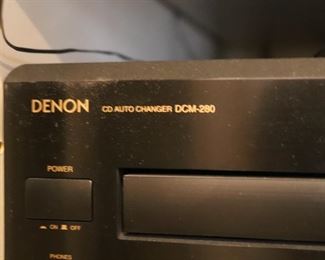 DENON CD AUTO CHANGER DCM-280
POWER
ON OFF
PHONES